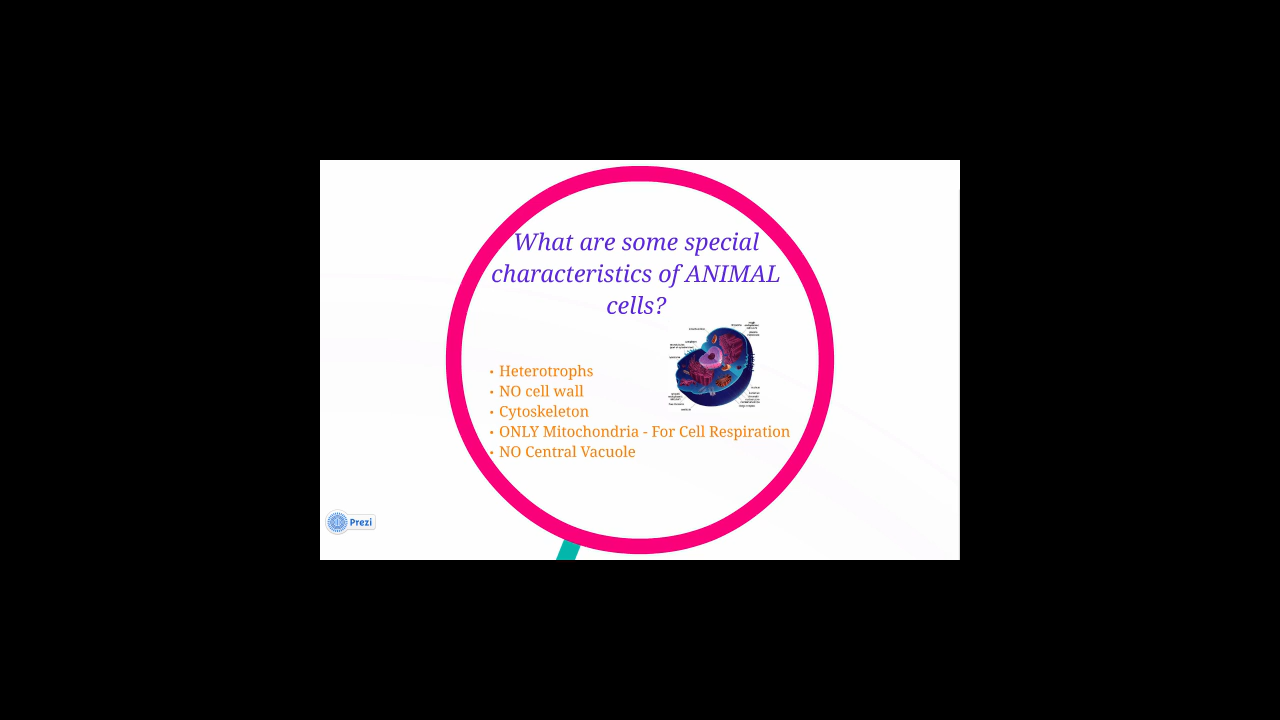 What are some special
characteristics of ANIMAL
cells?
• Heterotrophs
• NO cell wall
• Cytoskeleton
• ONLY Mitochondria - For Cell Respiration
• NO Central Vacuole
Prezi